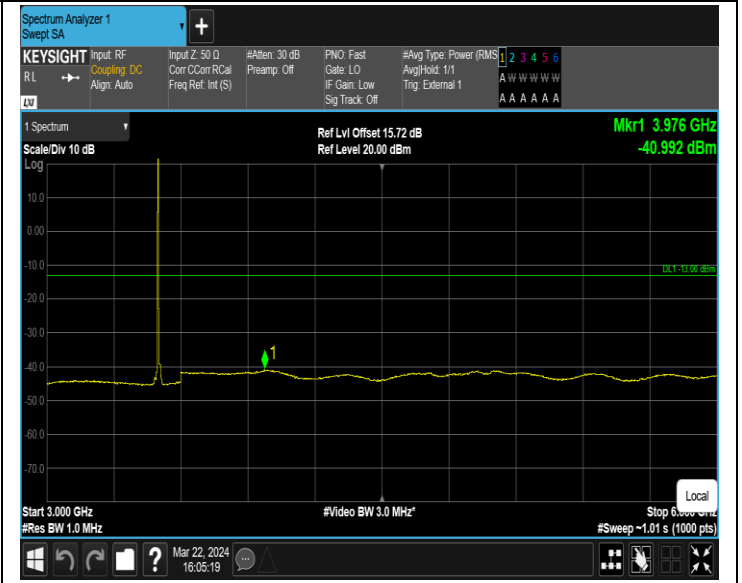 Spectrum Analyzer 1
Swept SA
+
KEYSIGHT Input: RF Input Z: 50 Ω #Atten: 30 dB PNO: Fast #Avg Type: Power (RMS 1 2 3 4 5 6
RL Coupling: DC Corr CCorr RCal Preamp: Off Gate: LO Avg|Hold: 1/1 A W W W W W
Align: Auto Freq Ref: Int (S) IF Gain: Low Trig: External 1
LXI Sig Track: Off A A A A A A
1 Spectrum Ref Lvl Offset 15.72 dB Mkr1 3.976 GHz
Scale/Div 10 dB Ref Level 20.00 dBm -40.992 dBm
Log
10.0
0.00
-10.0
DL1 -13.00 dBm
-20.0
-30.0
1
-40.0
-50.0
-60.0
-70.0
Local
Start 3.000 GHz #Video BW 3.0 MHz* Stop
#Res BW 1.0 MHz #Sweep ~1.01 s (1000 pts)
? Mar 22, 2024
16:05:19